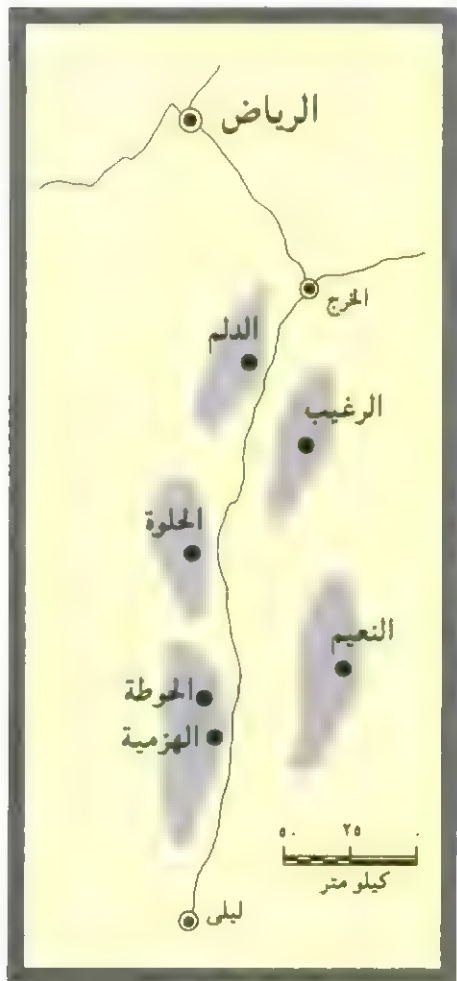 الرياض
الخرج
الدلم
الرغيب
الحلوة
النعيم
الحوطة
الهزمية
٥٠ ٢٥ ٠
كيلو متر
ليلى